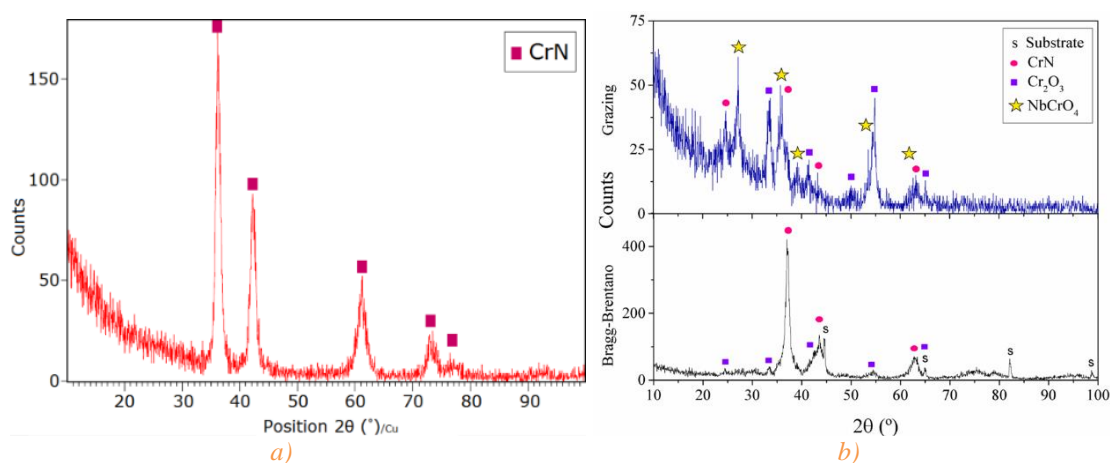 CrN
150
100
50
0
Counts
20 30 40 50 60 70 80 90
Position 2θ (°)/Cu
a)
s Substrate
CrN
Cr₂O₃
NbCrO₄
75
50
25
0
Grazing
Counts
400
200
0
Bragg-Brentano
s
s
s
s
10 20 30 40 50 60 70 80 90 100
2θ (º)
b)